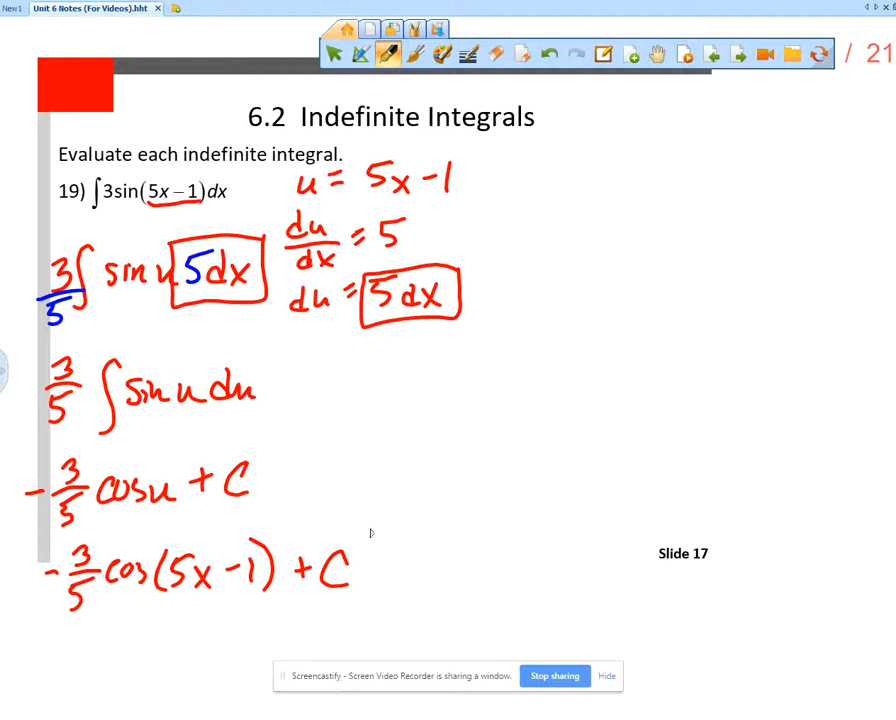 New1 Unit 6 Notes (For Videos).hht ×
/ 21
6.2 Indefinite Integrals
Evaluate each indefinite integral.
19) ∫3sin(5x−1)dx
u = 5x −1
du/dx = 5
du = 5dx
3/5 ∫ sin u 5dx
3/5 ∫ sin u du
− 3/5 cos u + C
− 3/5 cos(5x −1) + C
Slide 17
Screencastify - Screen Video Recorder is sharing a window. Stop sharing Hide